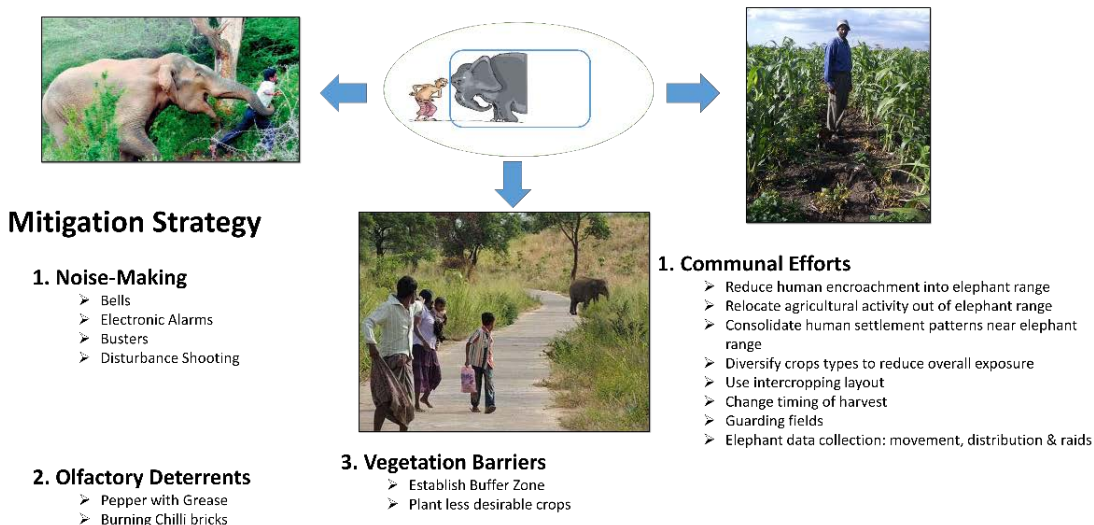 Mitigation Strategy
1. Noise-Making
➢ Bells
➢ Electronic Alarms
➢ Busters
➢ Disturbance Shooting
2. Olfactory Deterrents
➢ Pepper with Grease
➢ Burning Chilli bricks
3. Vegetation Barriers
➢ Establish Buffer Zone
➢ Plant less desirable crops
1. Communal Efforts
➢ Reduce human encroachment into elephant range
➢ Relocate agricultural activity out of elephant range
➢ Consolidate human settlement patterns near elephant
range
➢ Diversify crops types to reduce overall exposure
➢ Use intercropping layout
➢ Change timing of harvest
➢ Guarding fields
➢ Elephant data collection: movement, distribution & raids